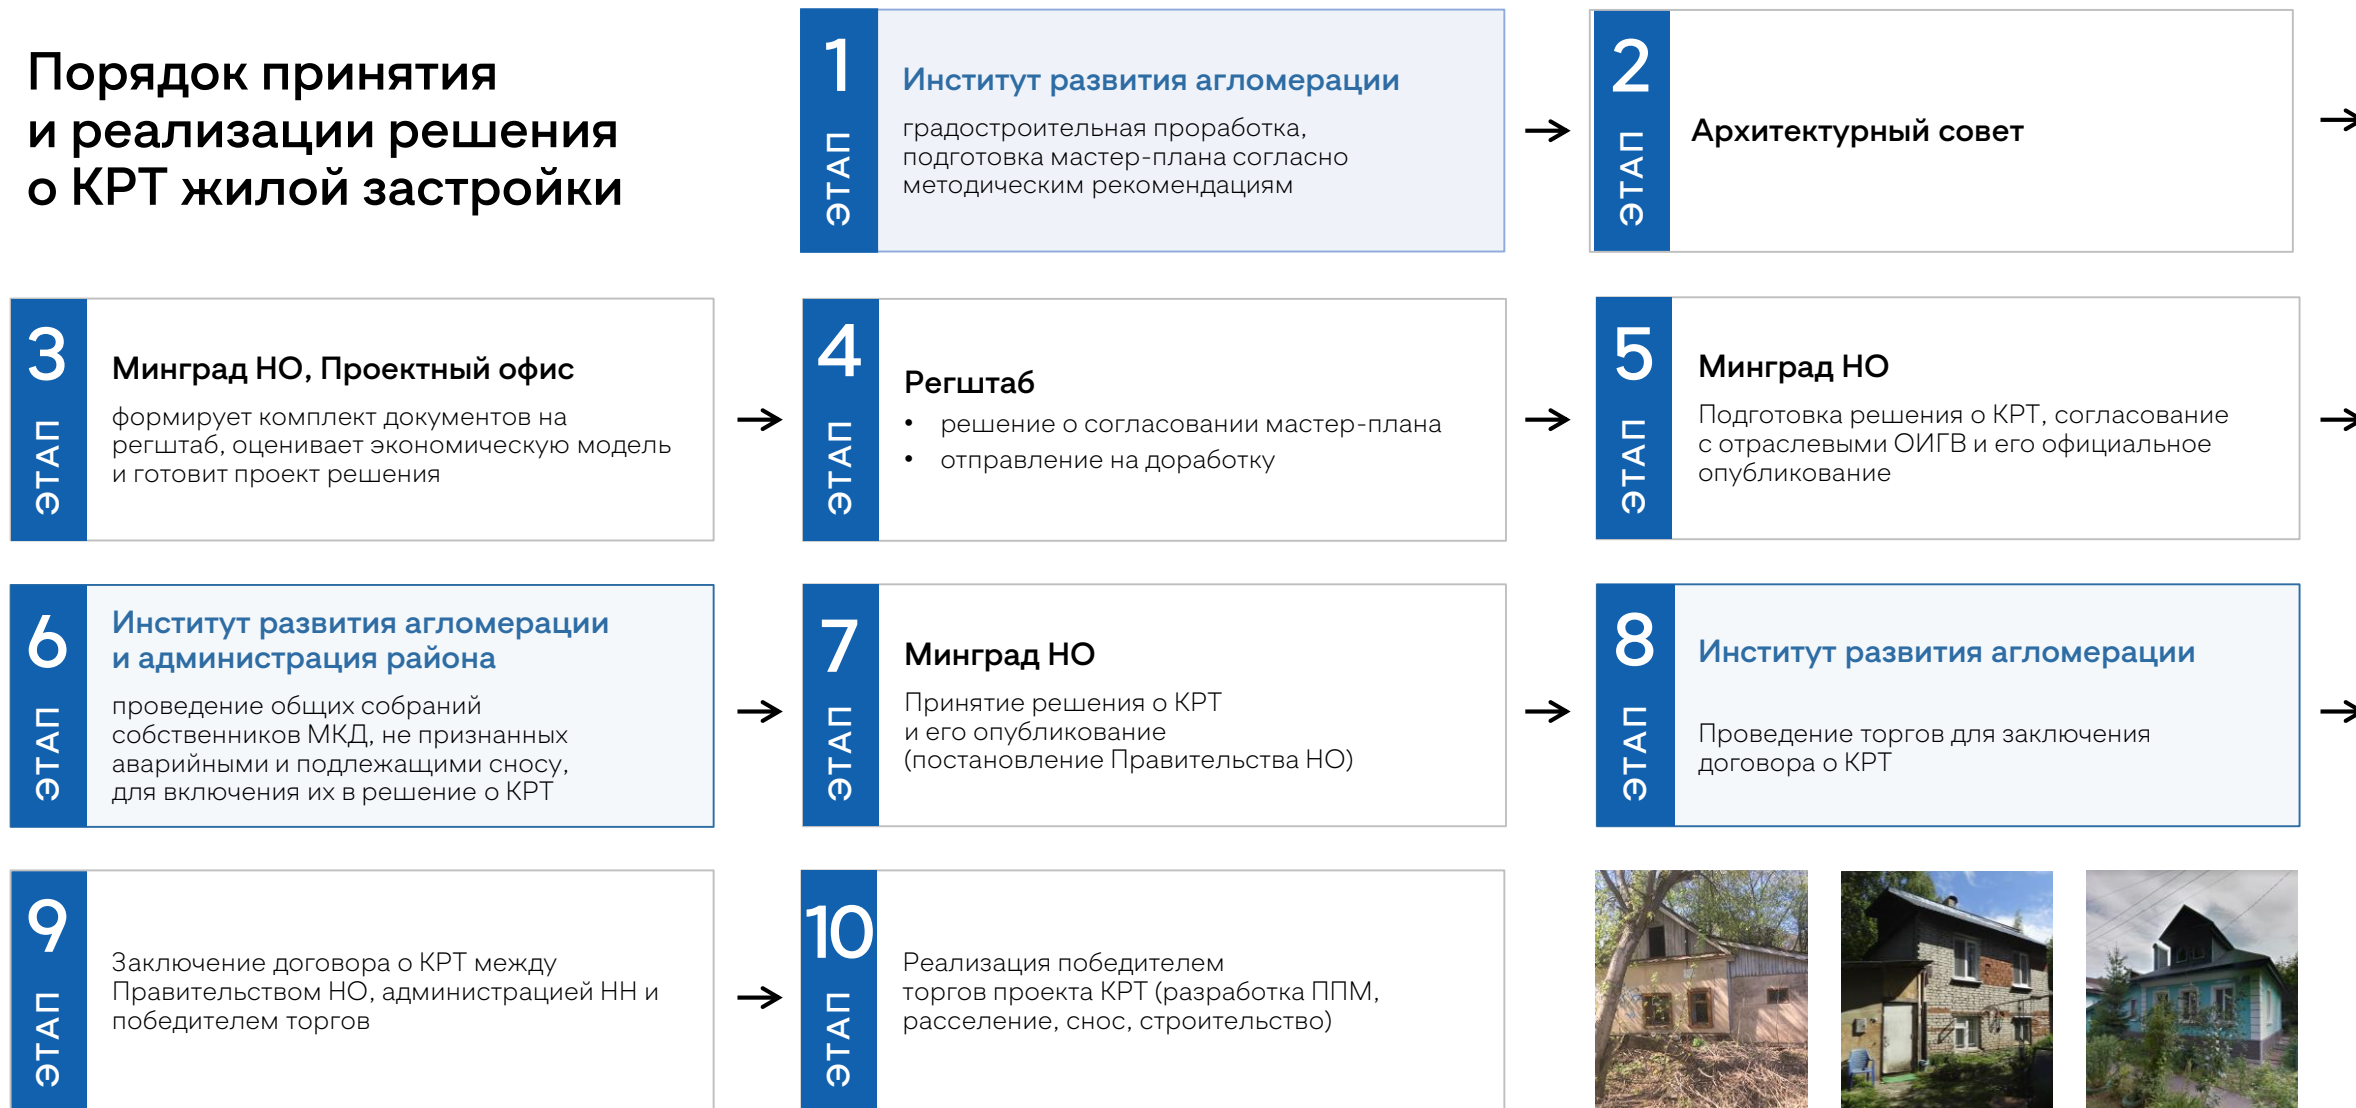 Порядок принятия
и реализации решения
о КРТ жилой застройки
1
ЭТАП
Институт развития агломерации
градостроительная проработка,
подготовка мастер-плана согласно
методическим рекомендациям
2
ЭТАП
Архитектурный совет
3
ЭТАП
Минград НО, Проектный офис
формирует комплект документов на
регштаб, оценивает экономическую модель
и готовит проект решения
4
ЭТАП
Регштаб
• решение о согласовании мастер-плана
• отправление на доработку
5
ЭТАП
Минград НО
Подготовка решения о КРТ, согласование
с отраслевыми ОИГВ и его официальное
опубликование
6
ЭТАП
Институт развития агломерации
и администрация района
проведение общих собраний
собственников МКД, не признанных
аварийными и подлежащими сносу,
для включения их в решение о КРТ
7
ЭТАП
Минград НО
Принятие решения о КРТ
и его опубликование
(постановление Правительства НО)
8
ЭТАП
Институт развития агломерации
Проведение торгов для заключения
договора о КРТ
9
ЭТАП
Заключение договора о КРТ между
Правительством НО, администрацией НН и
победителем торгов
10
ЭТАП
Реализация победителем
торгов проекта КРТ (разработка ППМ,
расселение, снос, строительство)